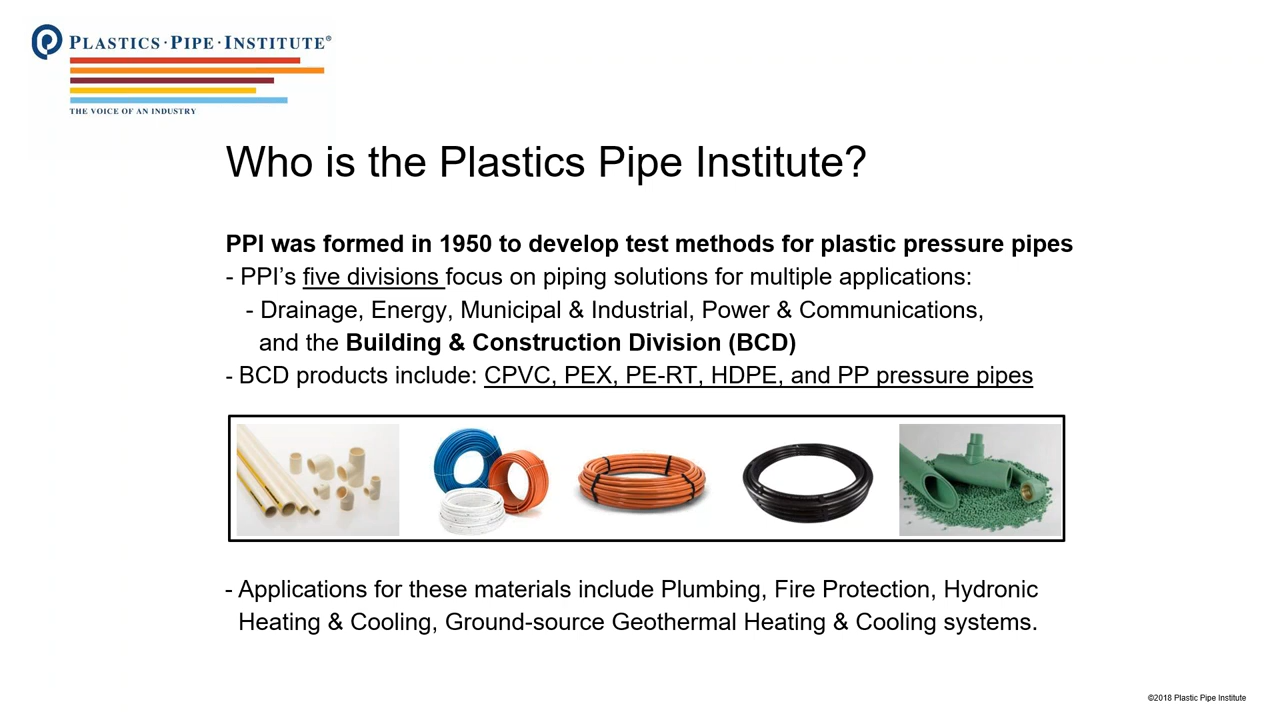 PLASTICS·PIPE·INSTITUTE®
THE VOICE OF AN INDUSTRY
Who is the Plastics Pipe Institute?
PPI was formed in 1950 to develop test methods for plastic pressure pipes
- PPI’s five divisions focus on piping solutions for multiple applications:
- Drainage, Energy, Municipal & Industrial, Power & Communications,
and the Building & Construction Division (BCD)
- BCD products include: CPVC, PEX, PE-RT, HDPE, and PP pressure pipes
- Applications for these materials include Plumbing, Fire Protection, Hydronic
Heating & Cooling, Ground-source Geothermal Heating & Cooling systems.
©2018 Plastic Pipe Institute